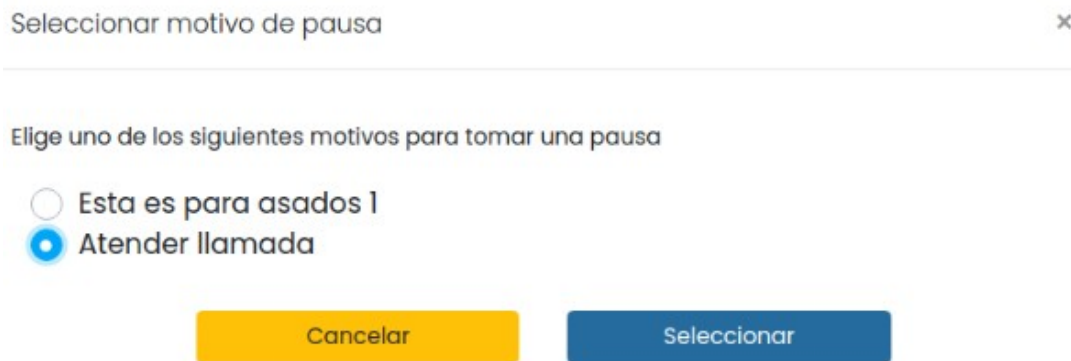 Seleccionar motivo de pausa
Elige uno de los siguientes motivos para tomar una pausa
Esta es para asados 1
Atender llamada
Cancelar
Seleccionar